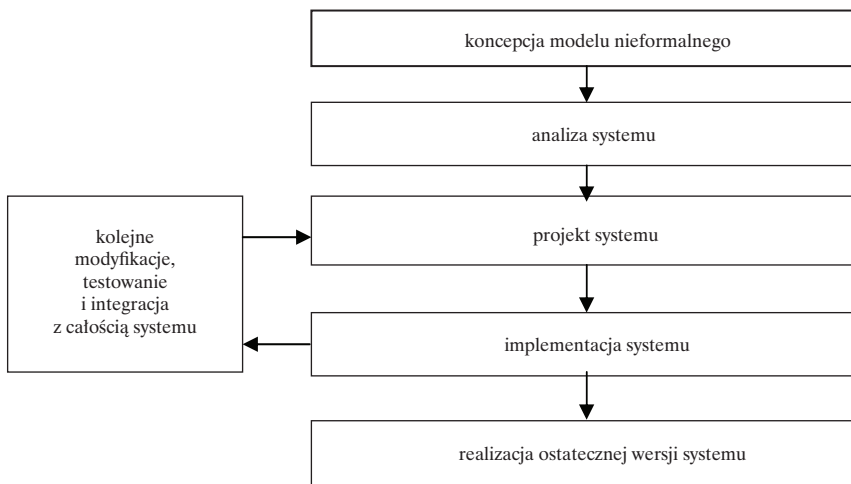 koncepcja modelu nieformalnego
analiza systemu
projekt systemu
kolejne
modyfikacje,
testowanie
i integracja
z całością systemu
implementacja systemu
realizacja ostatecznej wersji systemu